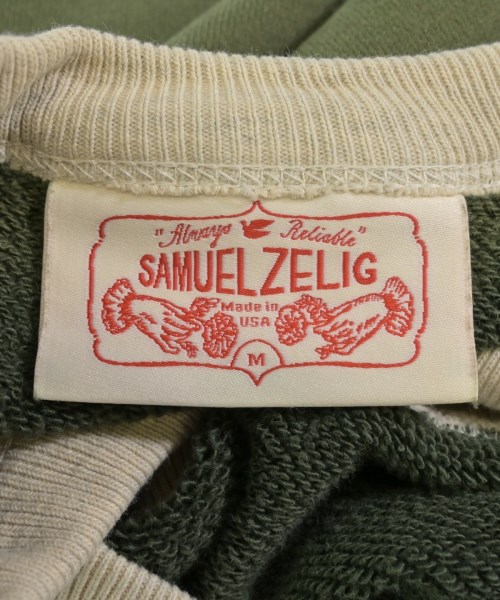 "Always Reliable"
SAMUEL ZELIG
Made in
USA
M